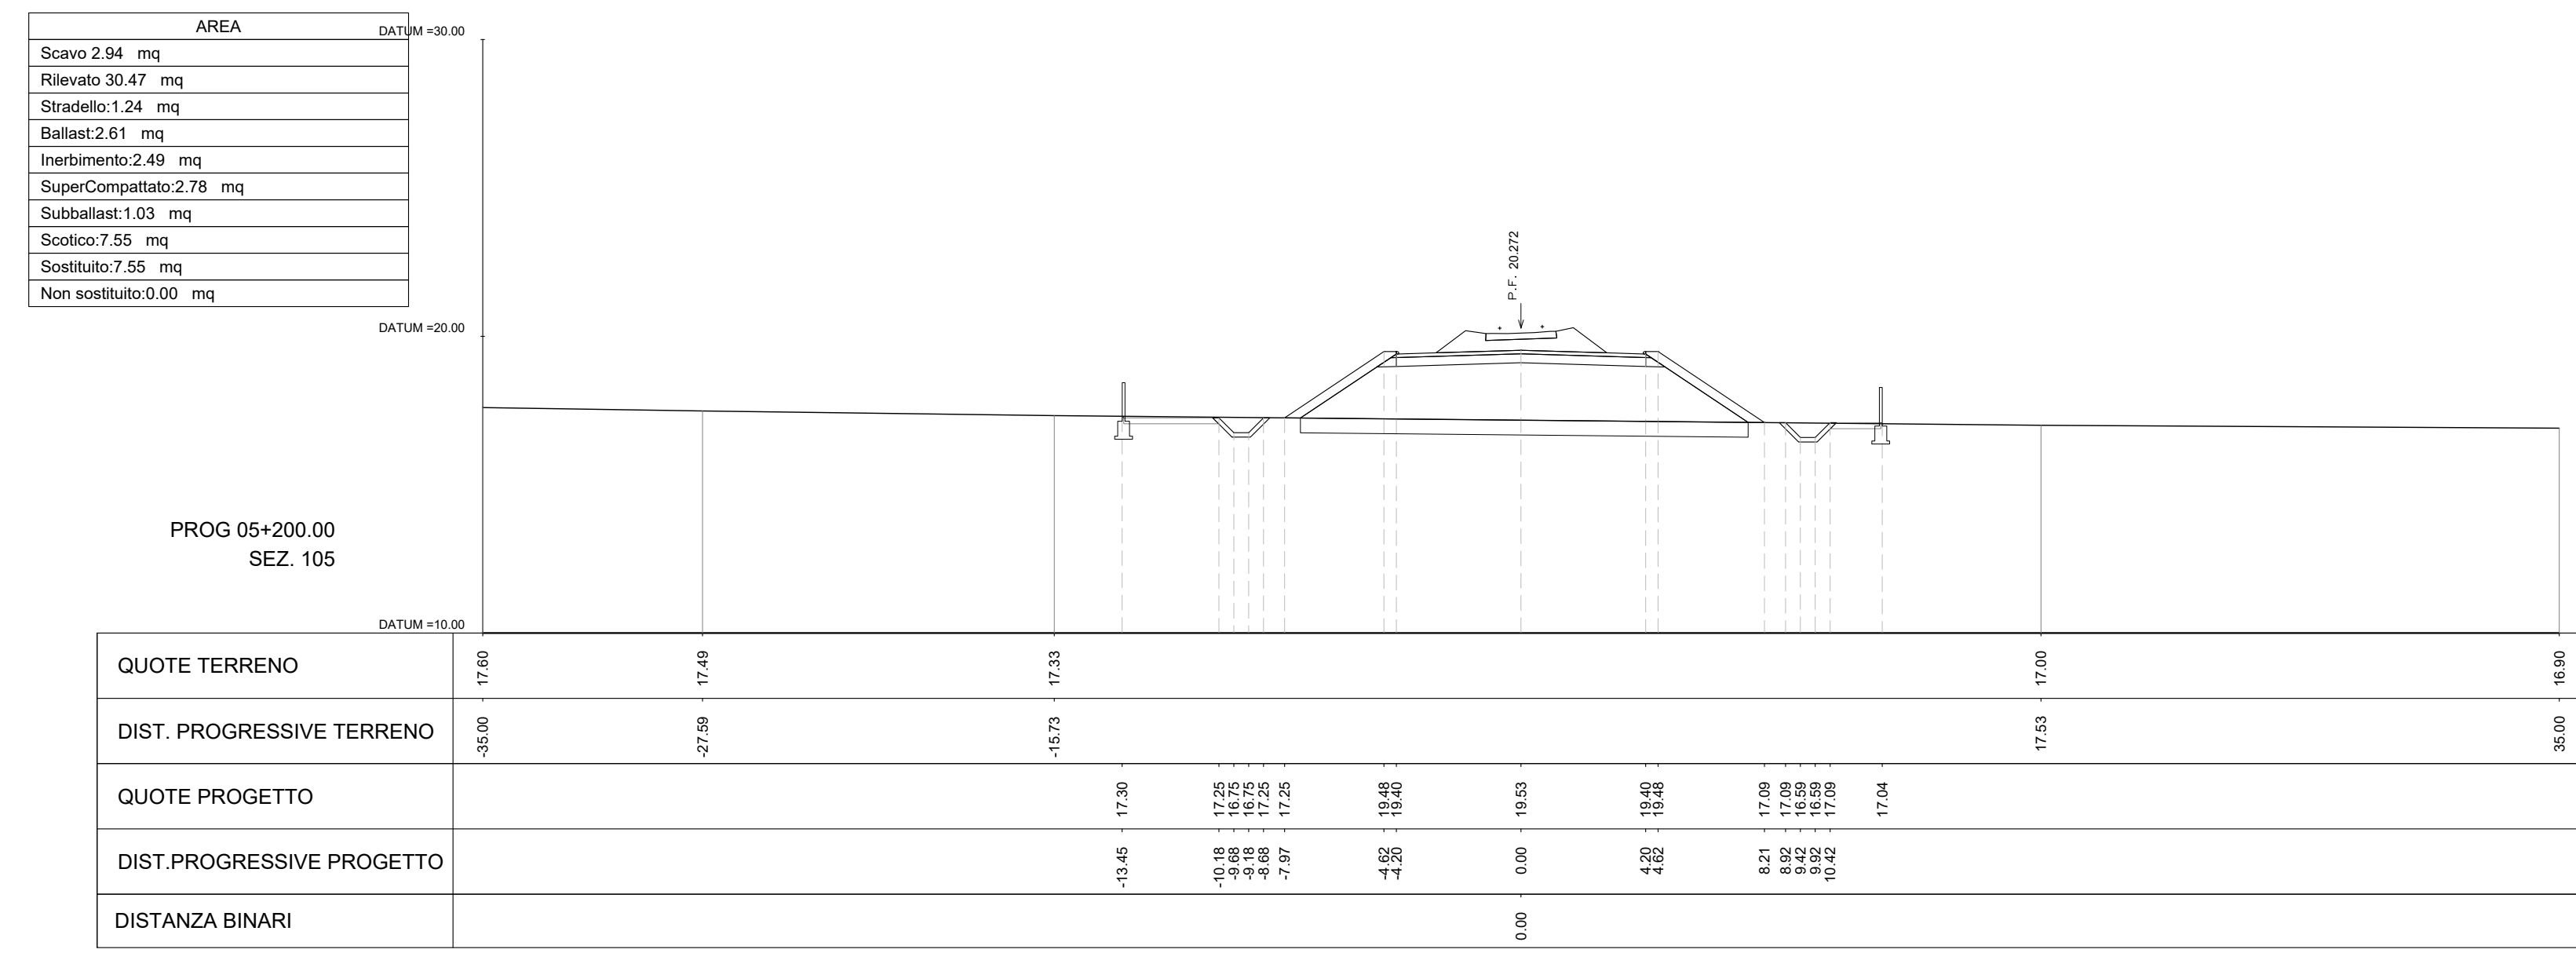 AREA
Scavo 2.94 mq
Rilevato 30.47 mq
Stradello:1.24 mq
Ballast:2.61 mq
Inerbimento:2.49 mq
SuperCompattato:2.78 mq
Subballast:1.03 mq
Scotico:7.55 mq
Sostituito:7.55 mq
Non sostituito:0.00 mq
DATUM =30.00
P.F. 20.272
DATUM =20.00
PROG 05+200.00
SEZ. 105
DATUM =10.00
QUOTE TERRENO 17.60 17.49 17.33 17.00 16.90
DIST. PROGRESSIVE TERRENO -35.00 -27.59 -15.73 17.53 35.00
QUOTE PROGETTO 17.30 17.25 16.75 16.75 17.25 17.25 19.48 19.40 19.53 19.40 19.48 17.09 17.09 16.59 16.59 17.09 17.04
DIST.PROGRESSIVE PROGETTO -13.45 -10.18 -9.68 -9.18 -8.68 -7.97 -4.62 -4.20 0.00 4.20 4.62 8.21 8.92 9.42 9.92 10.42
DISTANZA BINARI 0.00